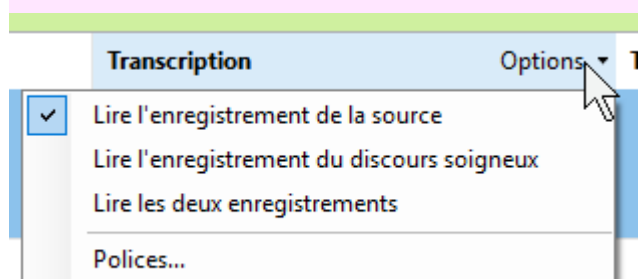 Transcription Options
Lire l'enregistrement de la source
Lire l'enregistrement du discours soigneux
Lire les deux enregistrements
Polices...